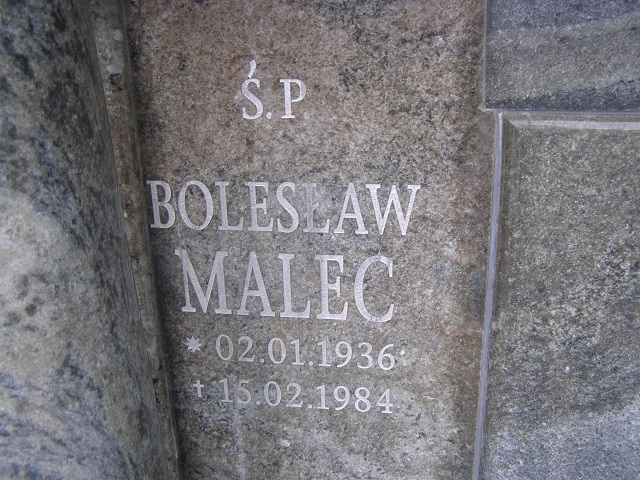 Ś.P.
BOLESŁAW
MALEC
* 02.01.1936
† 15.02.1984